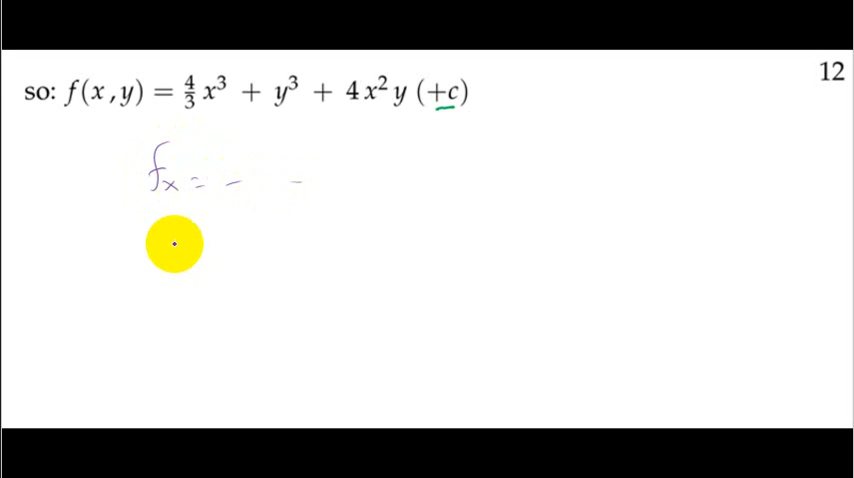 12
so: f(x,y) = 4/3 x³ + y³ + 4x²y (+c)
fₓ = – –